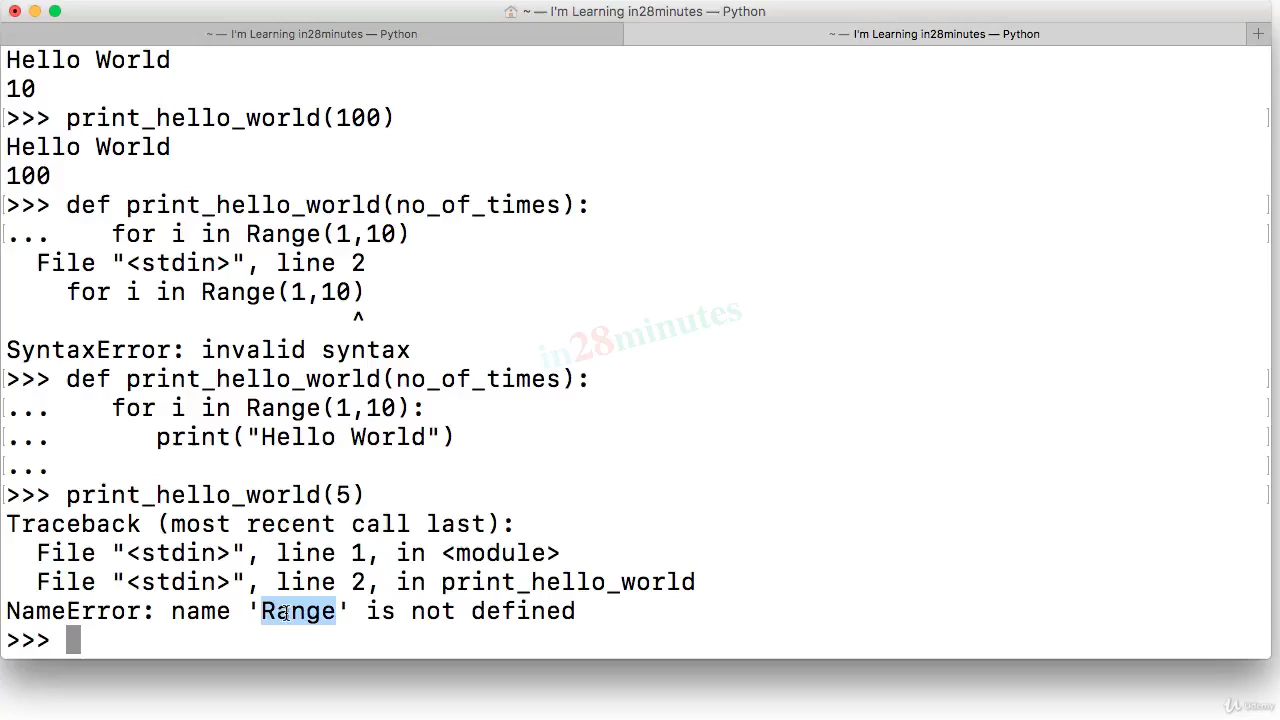 ~ — I'm Learning in28minutes — Python
~ — I'm Learning in28minutes — Python
~ — I'm Learning in28minutes — Python
Hello World
10
>>> print_hello_world(100)
Hello World
100
>>> def print_hello_world(no_of_times):
...    for i in Range(1,10)
  File "<stdin>", line 2
    for i in Range(1,10)
                       ^
SyntaxError: invalid syntax
>>> def print_hello_world(no_of_times):
...    for i in Range(1,10):
...       print("Hello World")
...
>>> print_hello_world(5)
Traceback (most recent call last):
  File "<stdin>", line 1, in <module>
  File "<stdin>", line 2, in print_hello_world
NameError: name 'Range' is not defined
>>>
in28minutes
Udemy